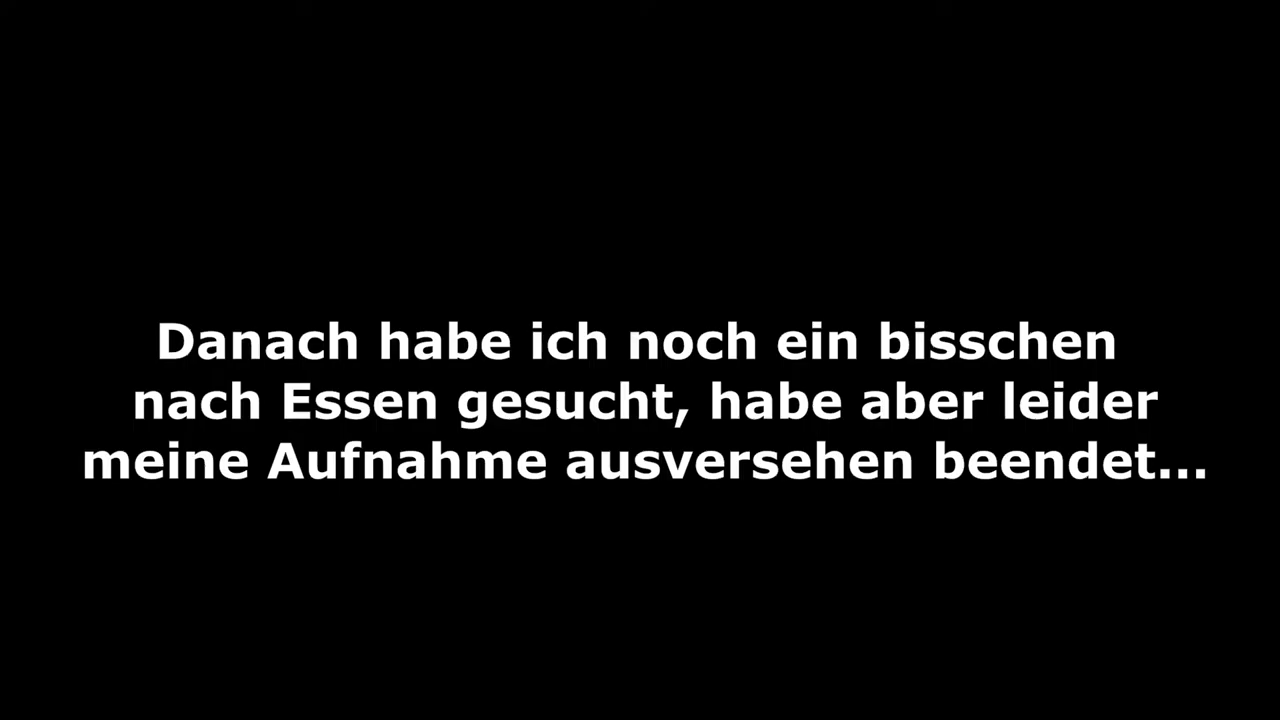 Danach habe ich noch ein bisschen
nach Essen gesucht, habe aber leider
meine Aufnahme ausversehen beendet...